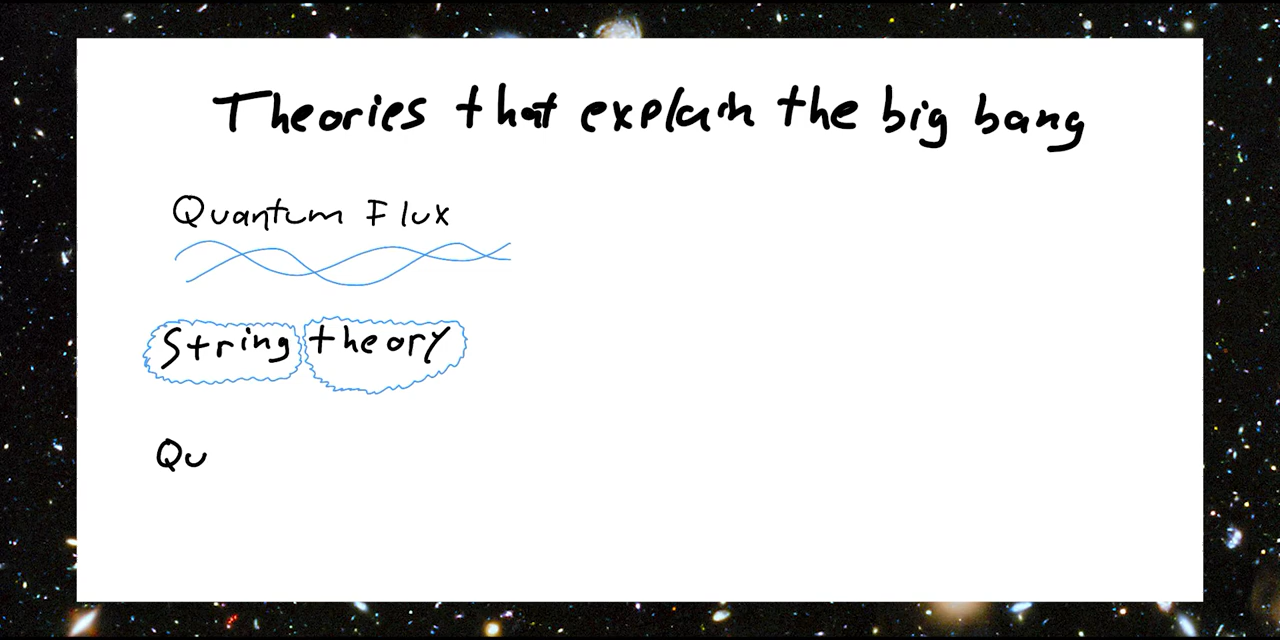 Theories that explain the big bang
Quantum Flux
String theory
Qu